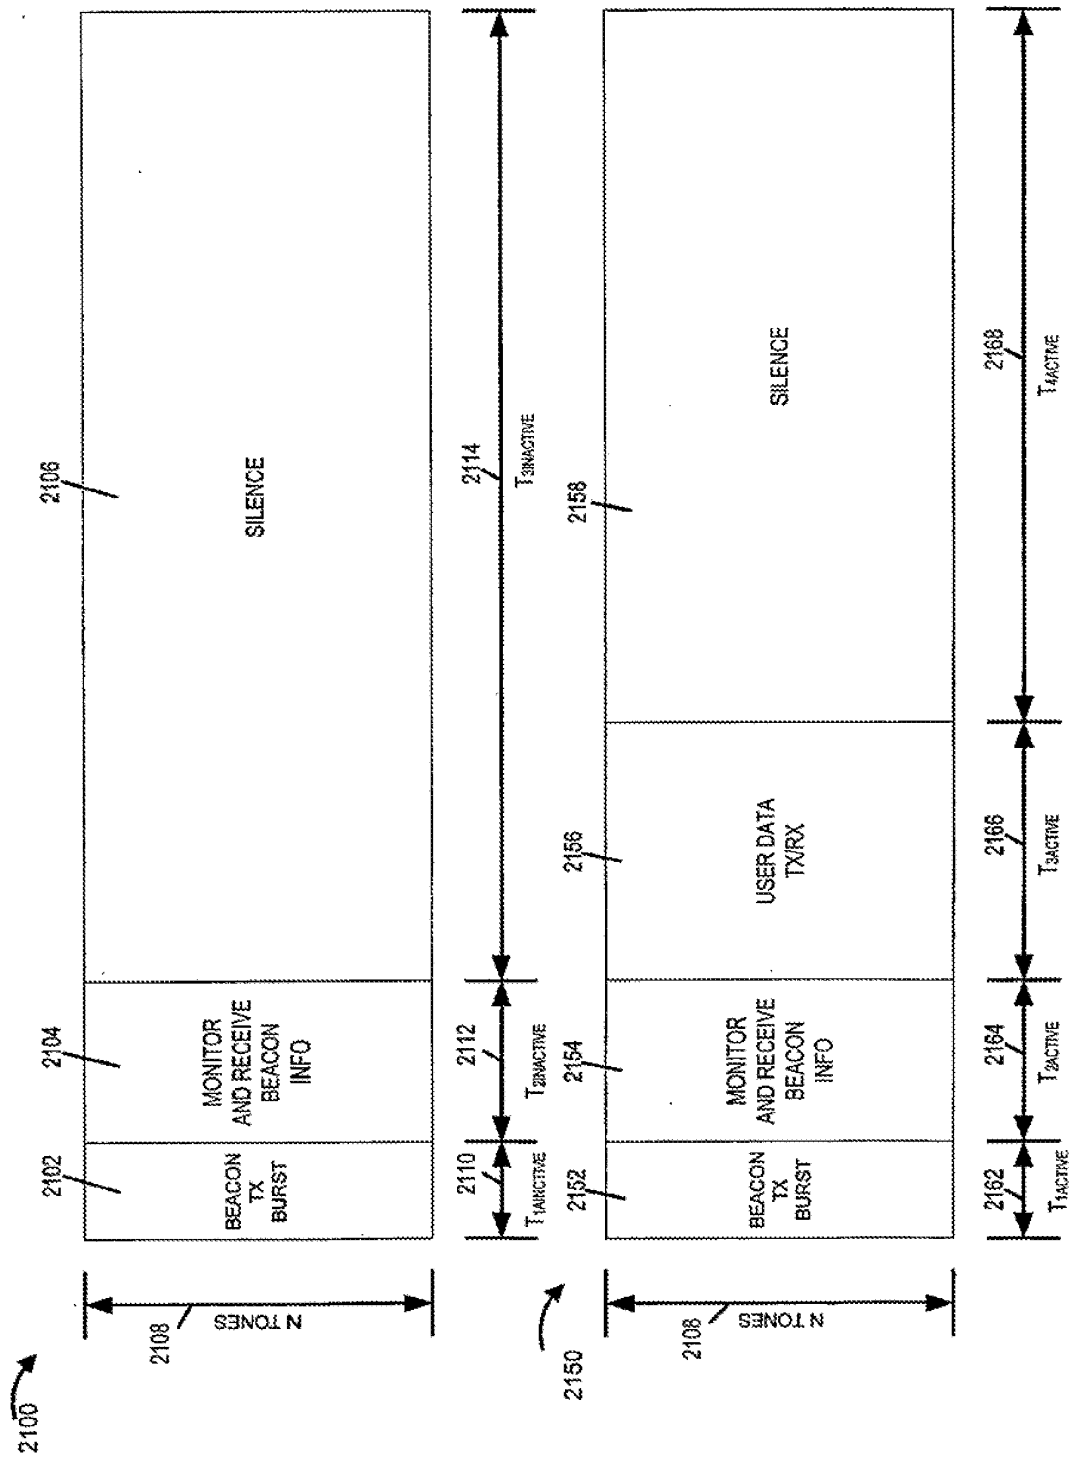 2100
2102
2104
2106
BEACON
TX
BURST
MONITOR
AND RECEIVE
BEACON
INFO
SILENCE
N TONES
2108
2110
T1AINCTIVE
2112
T2INACTIVE
2114
T3INACTIVE
2150
2152
2154
2156
2158
BEACON
TX
BURST
MONITOR
AND RECEIVE
BEACON
INFO
USER DATA
TX/RX
SILENCE
N TONES
2108
2162
T1ACTIVE
2164
T2ACTIVE
2166
T3ACTIVE
2168
T4ACTIVE